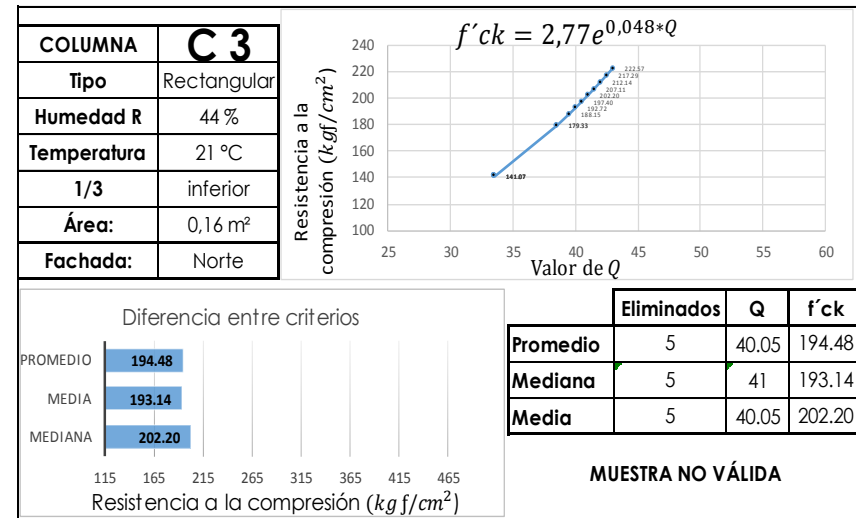 COLUMNA C 3
Tipo Rectangular
Humedad R 44 %
Temperatura 21 °C
1/3 inferior
Área: 0,16 m²
Fachada: Norte
f´ck = 2,77e^0,048*Q
Resistencia a la
compresión (kgf/cm²)
240
220
200
180
160
140
120
100
222.57
217.29
212.14
207.11
202.20
197.40
192.72
188.15
179.33
141.07
25 30 35 40 45 50 55 60
Valor de Q
Diferencia entre criterios
PROMEDIO 194.48
MEDIA 193.14
MEDIANA 202.20
115 165 215 265 315 365 415 465
Resistencia a la compresión (kgf/cm²)
Eliminados Q f´ck
Promedio 5 40.05 194.48
Mediana 5 41 193.14
Media 5 40.05 202.20
MUESTRA NO VÁLIDA